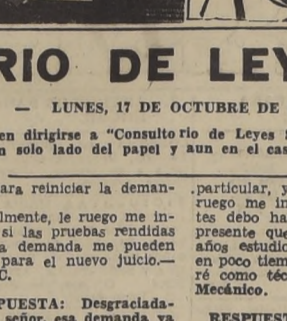 RIO DE LEY
— LUNES, 17 DE OCTUBRE DE
en dirigirse a "Consultorio de Leyes
n solo lado del papel y aun en el cas
ara reiniciar la deman-
lmente, le ruego me in-
si las pruebas rendidas
a demanda me pueden
para el nuevo juicio.—
C.
PUESTA: Desgraciada-
señor, esa demanda ya
.particular, y
ruego me in
tes debo ha
presente que
años estudio
en poco tiem
ré como téc
Mecánico.
RESPUEST